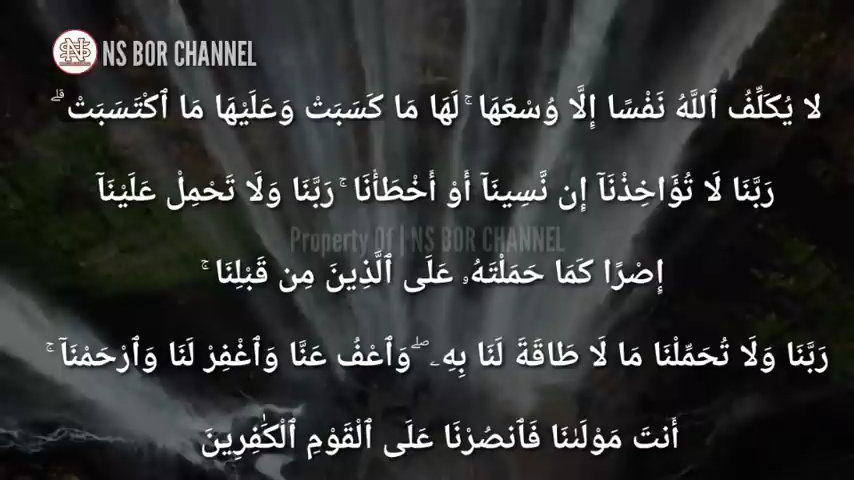 NS BOR CHANNEL
لا يُكَلِّفُ ٱللَّهُ نَفْسًا إِلَّا وُسْعَهَا ۚ لَهَا مَا كَسَبَتْ وَعَلَيْهَا مَا ٱكْتَسَبَتْ ۗ
رَبَّنَا لَا تُؤَاخِذْنَآ إِن نَّسِينَآ أَوْ أَخْطَأْنَا ۚ رَبَّنَا وَلَا تَحْمِلْ عَلَيْنَآ
Property Of | NS BOR CHANNEL
إِصْرًا كَمَا حَمَلْتَهُۥ عَلَى ٱلَّذِينَ مِن قَبْلِنَا ۚ
رَبَّنَا وَلَا تُحَمِّلْنَا مَا لَا طَاقَةَ لَنَا بِهِۦ ۖ وَٱعْفُ عَنَّا وَٱغْفِرْ لَنَا وَٱرْحَمْنَآ ۚ
أَنتَ مَوْلَىٰنَا فَٱنصُرْنَا عَلَى ٱلْقَوْمِ ٱلْكَٰفِرِينَ